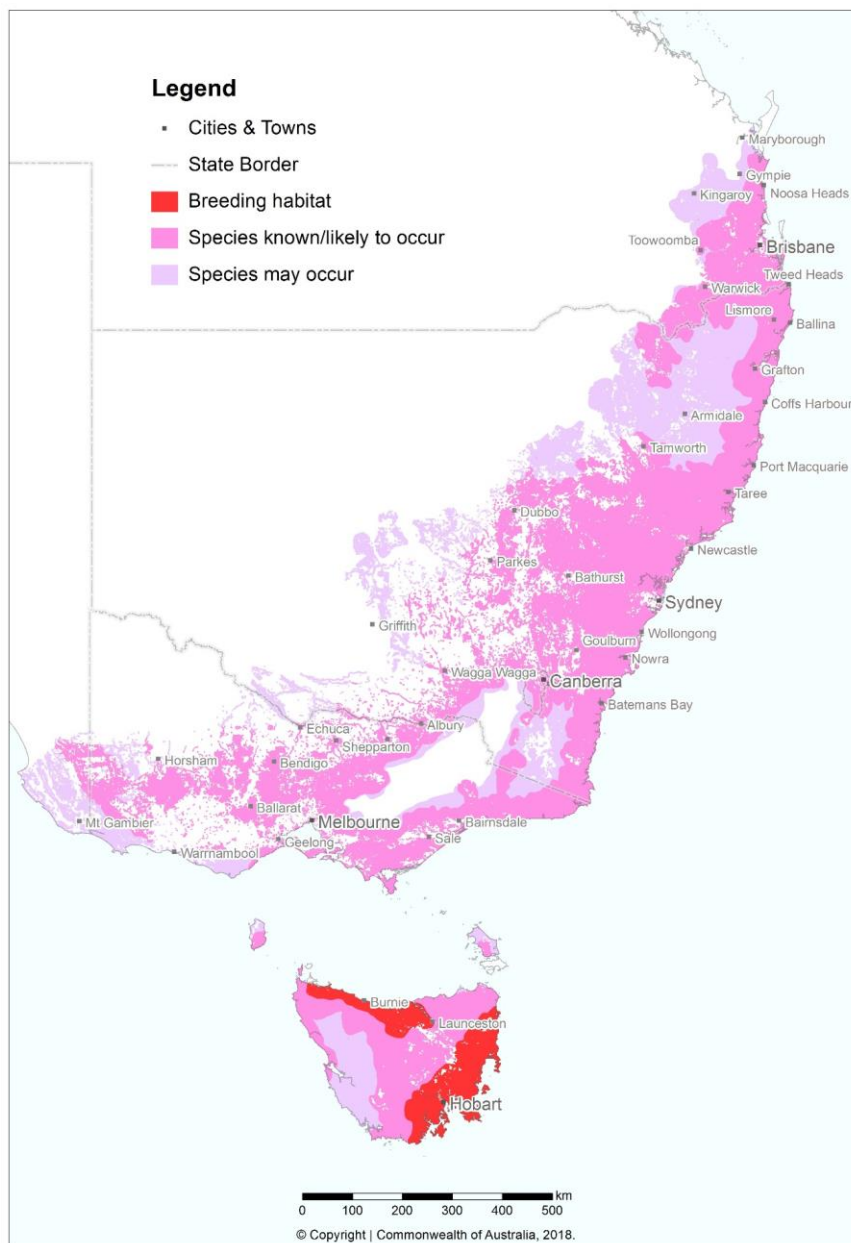 Legend
Cities & Towns
State Border
Breeding habitat
Species known/likely to occur
Species may occur
Maryborough
Gympie
Noosa Heads
Kingaroy
Toowoomba
Brisbane
Tweed Heads
Warwick
Lismore
Ballina
Grafton
Coffs Harbour
Armidale
Tamworth
Port Macquarie
Taree
Dubbo
Newcastle
Parkes
Bathurst
Sydney
Griffith
Wollongong
Goulburn
Nowra
Wagga Wagga
Canberra
Batemans Bay
Albury
Echuca
Shepparton
Horsham
Bendigo
Ballarat
Mt Gambier
Melbourne
Bairnsdale
Sale
Geelong
Warrnambool
Burnie
Launceston
Hobart
km
0 100 200 300 400 500
© Copyright | Commonwealth of Australia, 2018.